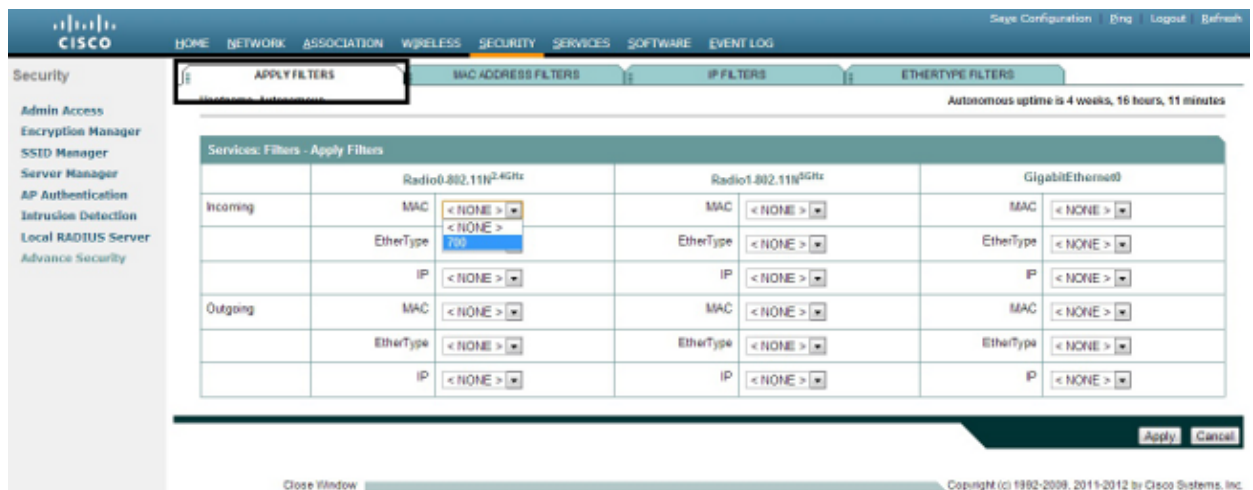 Save Configuration Ping Logout Refresh
CISCO
HOME NETWORK ASSOCIATION WIRELESS SECURITY SERVICES SOFTWARE EVENT LOG
Security
APPLY FILTERS MAC ADDRESS FILTERS IP FILTERS ETHERTYPE FILTERS
Hostname Autonomous
Autonomous uptime is 4 weeks, 16 hours, 11 minutes
Admin Access
Encryption Manager
SSID Manager
Server Manager
AP Authentication
Intrusion Detection
Local RADIUS Server
Advance Security
Services: Filters - Apply Filters
Radio0-802.11N2.4GHz Radio1-802.11N5GHz GigabitEthernet0
Incoming MAC < NONE > MAC < NONE > MAC < NONE >
< NONE >
700
EtherType EtherType < NONE > EtherType < NONE >
IP < NONE > IP < NONE > IP < NONE >
Outgoing MAC < NONE > MAC < NONE > MAC < NONE >
EtherType < NONE > EtherType < NONE > EtherType < NONE >
IP < NONE > IP < NONE > IP < NONE >
Apply Cancel
Close Window
Copyright (c) 1992-2009, 2011-2012 by Cisco Systems, Inc.